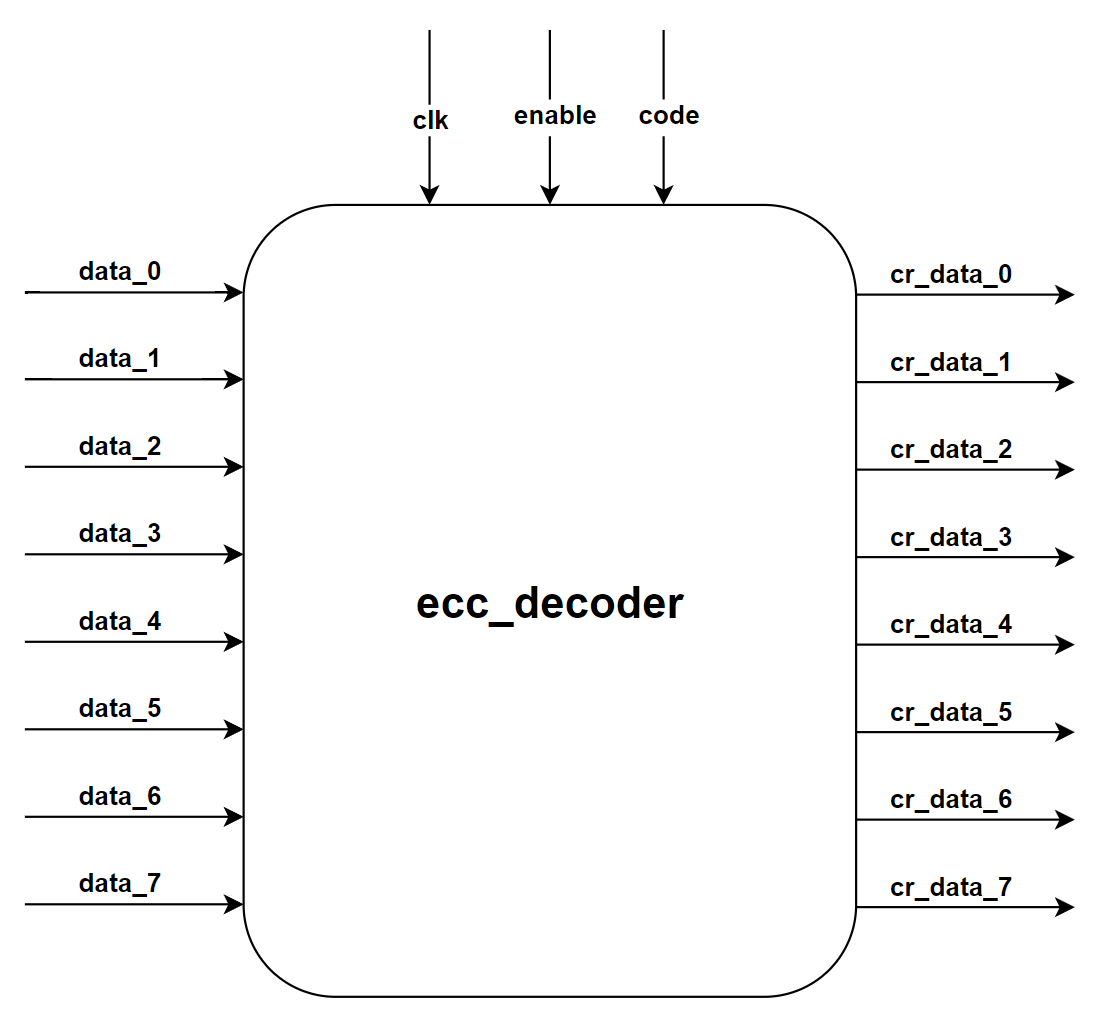 clk
enable
code
data_0
data_1
data_2
data_3
data_4
data_5
data_6
data_7
ecc_decoder
cr_data_0
cr_data_1
cr_data_2
cr_data_3
cr_data_4
cr_data_5
cr_data_6
cr_data_7